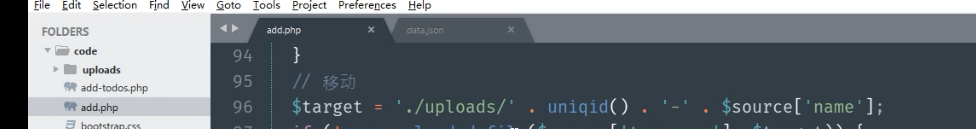 File Edit Selection Find View Goto Tools Project Preferences Help
FOLDERS
code
uploads
add-todos.php
add.php
bootstrap.css
add.php × data.json ×
94 }
95 // 移动
96 $target = './uploads/' . uniqid() . '-' . $source['name'];